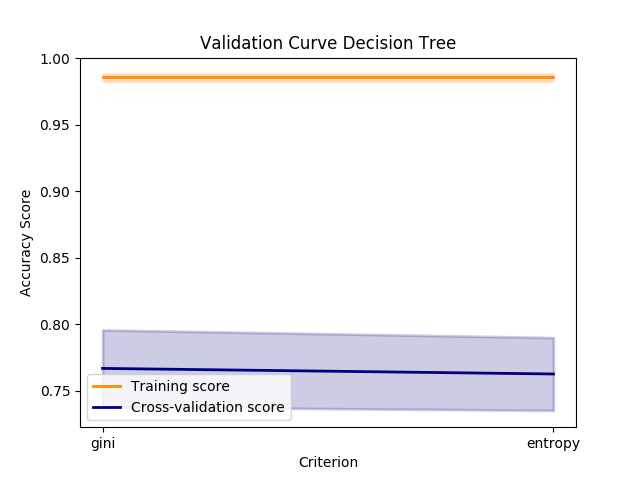 Validation Curve Decision Tree
1.00
0.95
0.90
0.85
0.80
0.75
Accuracy Score
Training score
Cross-validation score
gini
entropy
Criterion